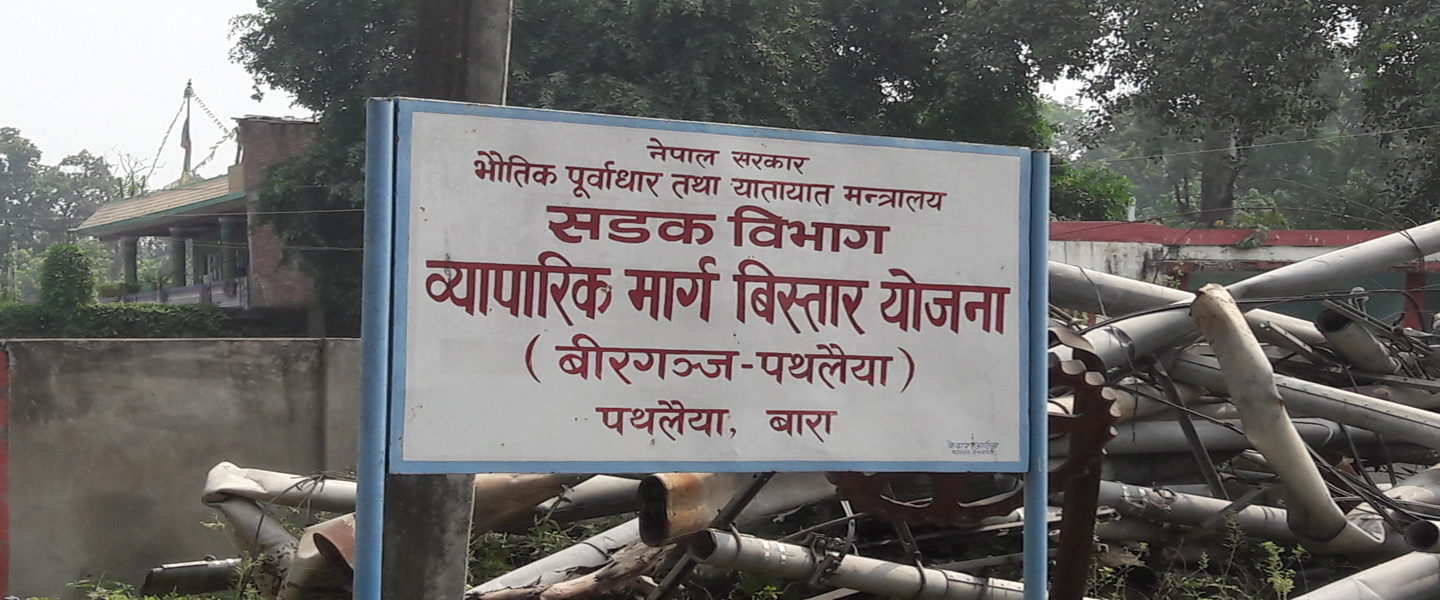 नेपाल सरकार
भौतिक पूर्वाधार तथा यातायात मन्त्रालय
सडक विभाग
व्यापारिक मार्ग बिस्तार योजना
( बीरगञ्ज-पथलैया )
पथलैया, बारा